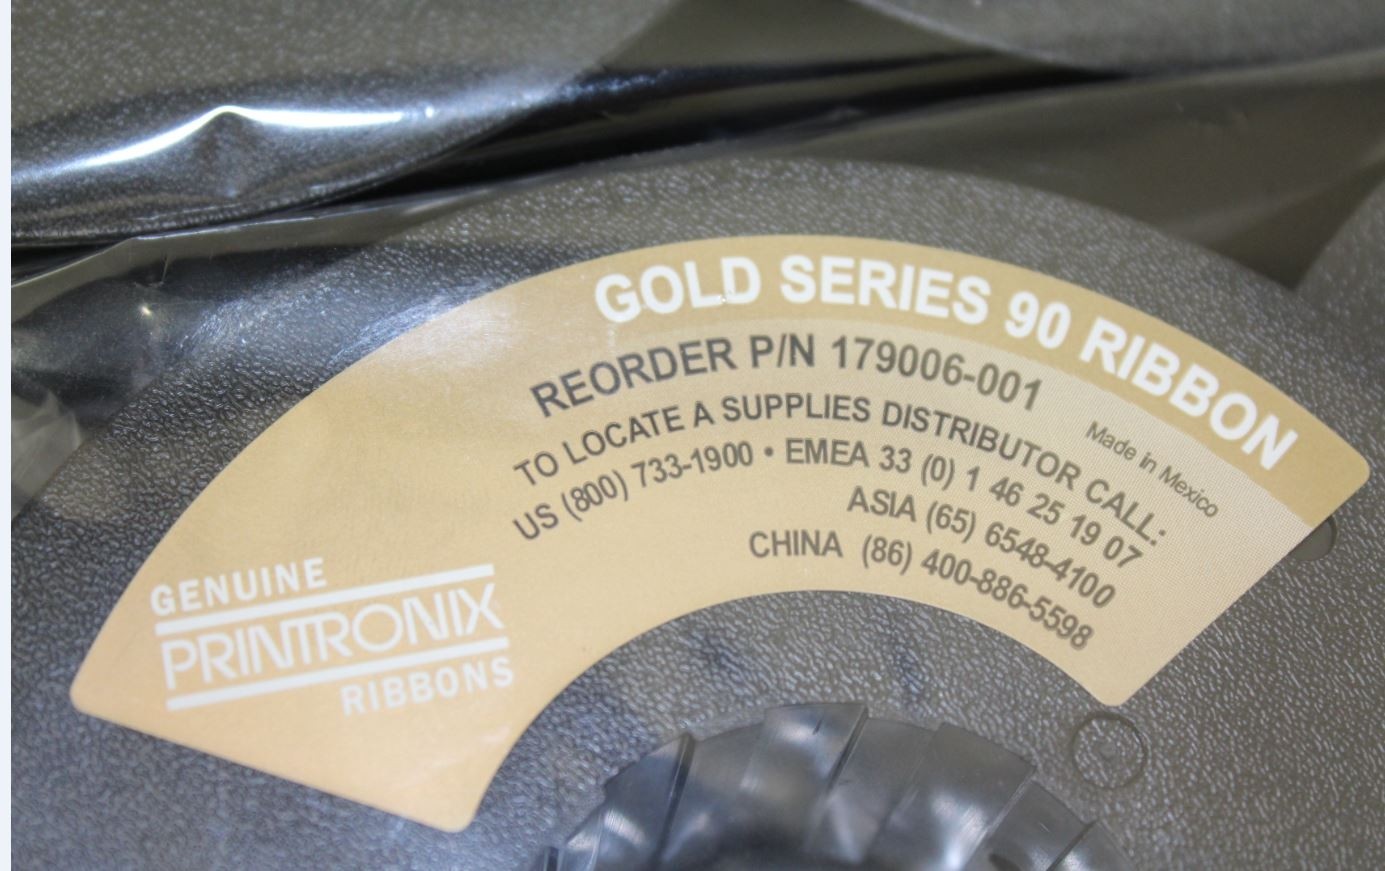 GOLD SERIES 90 RIBBON
REORDER P/N 179006-001
Made in Mexico
TO LOCATE A SUPPLIES DISTRIBUTOR CALL:
US (800) 733-1900 • EMEA 33 (0) 1 46 25 19 07
ASIA (65) 6548-4100
CHINA (86) 400-886-5598
GENUINE
PRINTRONIX
RIBBONS